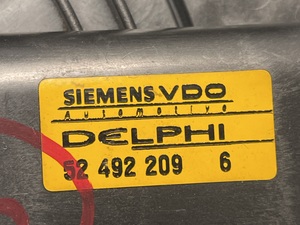 SIEMENS VDO
Automotive
DELPHI
52 492 209 6